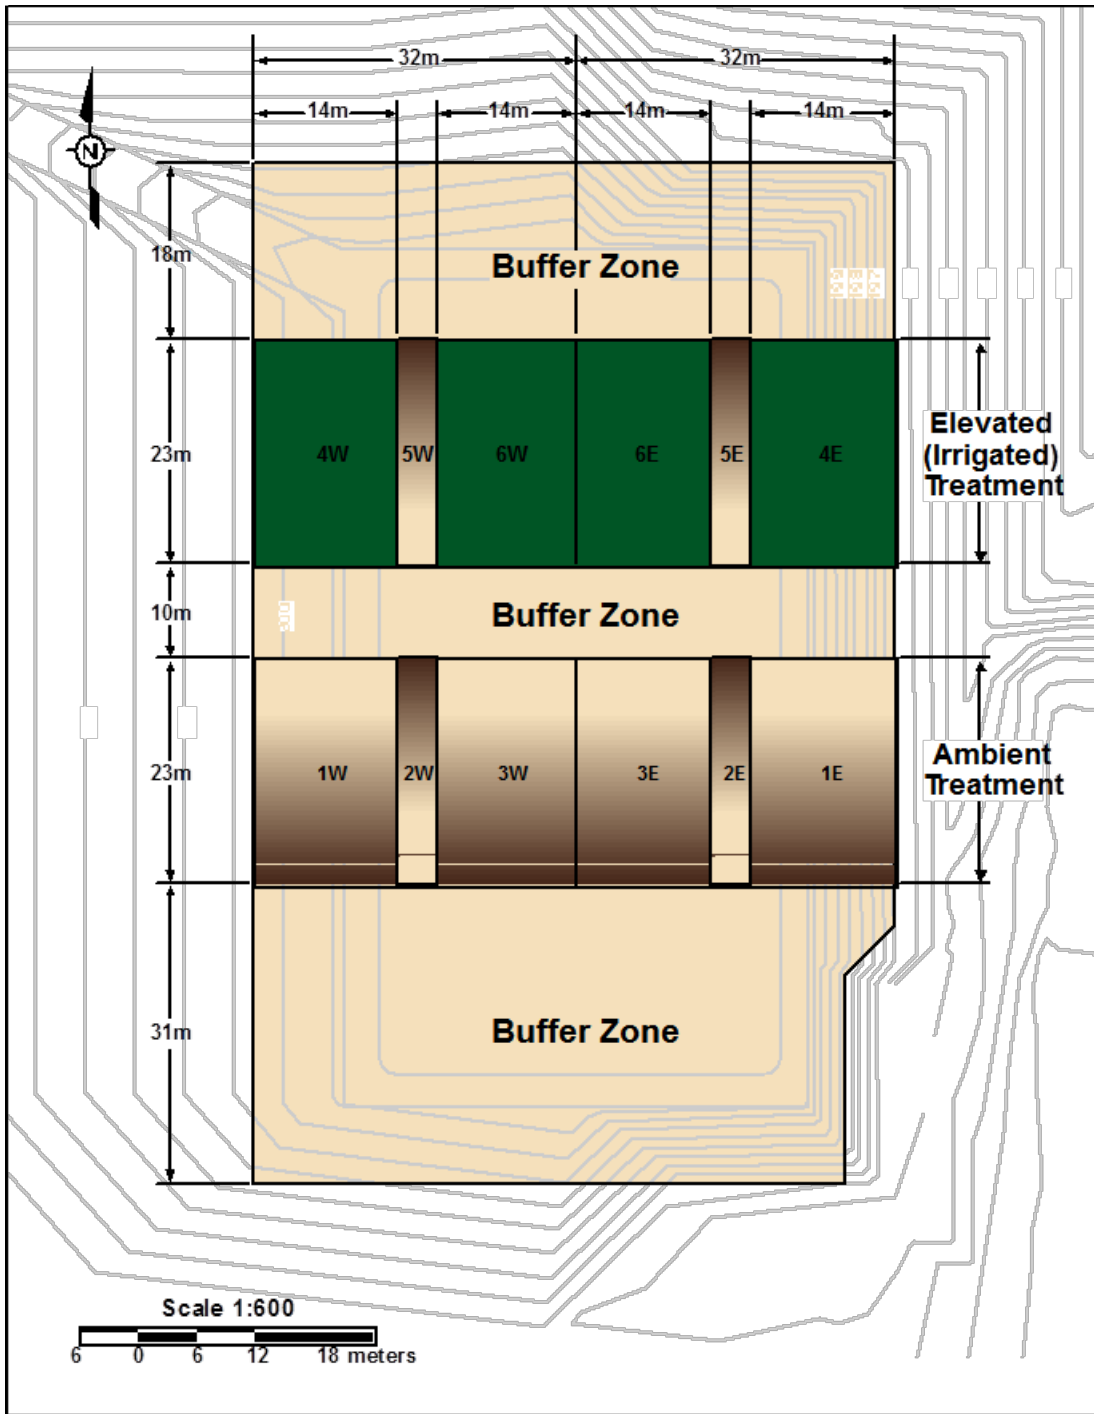 32m 32m
14m 14m 14m 14m
N
18m
Buffer Zone
23m
4W 5W 6W 6E 5E 4E
Elevated
(Irrigated)
Treatment
10m
Buffer Zone
23m
1W 2W 3W 3E 2E 1E
Ambient
Treatment
31m
Buffer Zone
Scale 1:600
6 0 6 12 18 meters